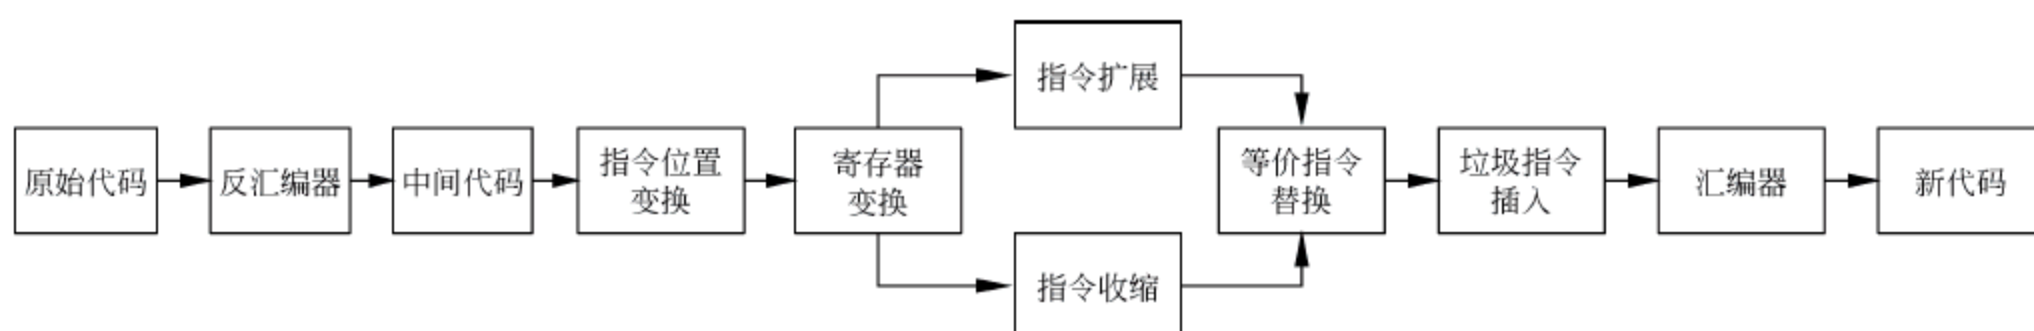 原始代码
反汇编器
中间代码
指令位置
变换
寄存器
变换
指令扩展
指令收缩
等价指令
替换
垃圾指令
插入
汇编器
新代码